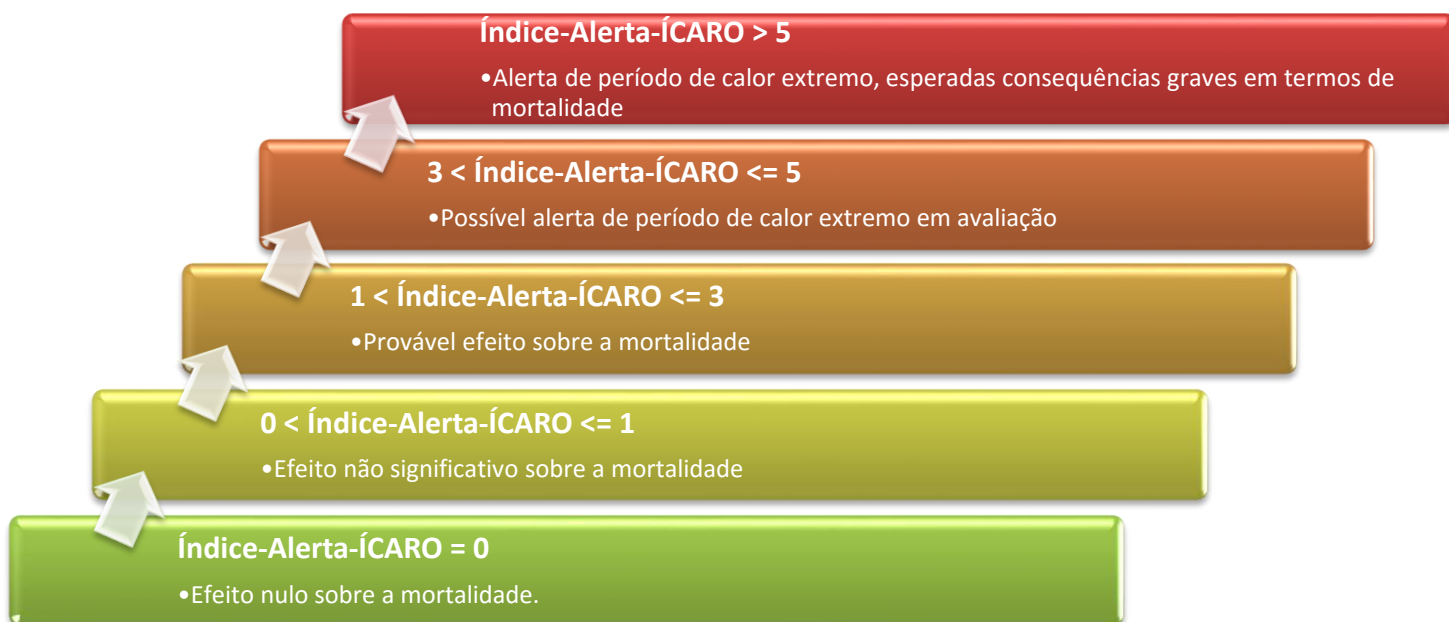 Índice-Alerta-ÍCARO > 5
•Alerta de período de calor extremo, esperadas consequências graves em termos de
mortalidade
3 < Índice-Alerta-ÍCARO <= 5
•Possível alerta de período de calor extremo em avaliação
1 < Índice-Alerta-ÍCARO <= 3
•Provável efeito sobre a mortalidade
0 < Índice-Alerta-ÍCARO <= 1
•Efeito não significativo sobre a mortalidade
Índice-Alerta-ÍCARO = 0
•Efeito nulo sobre a mortalidade.